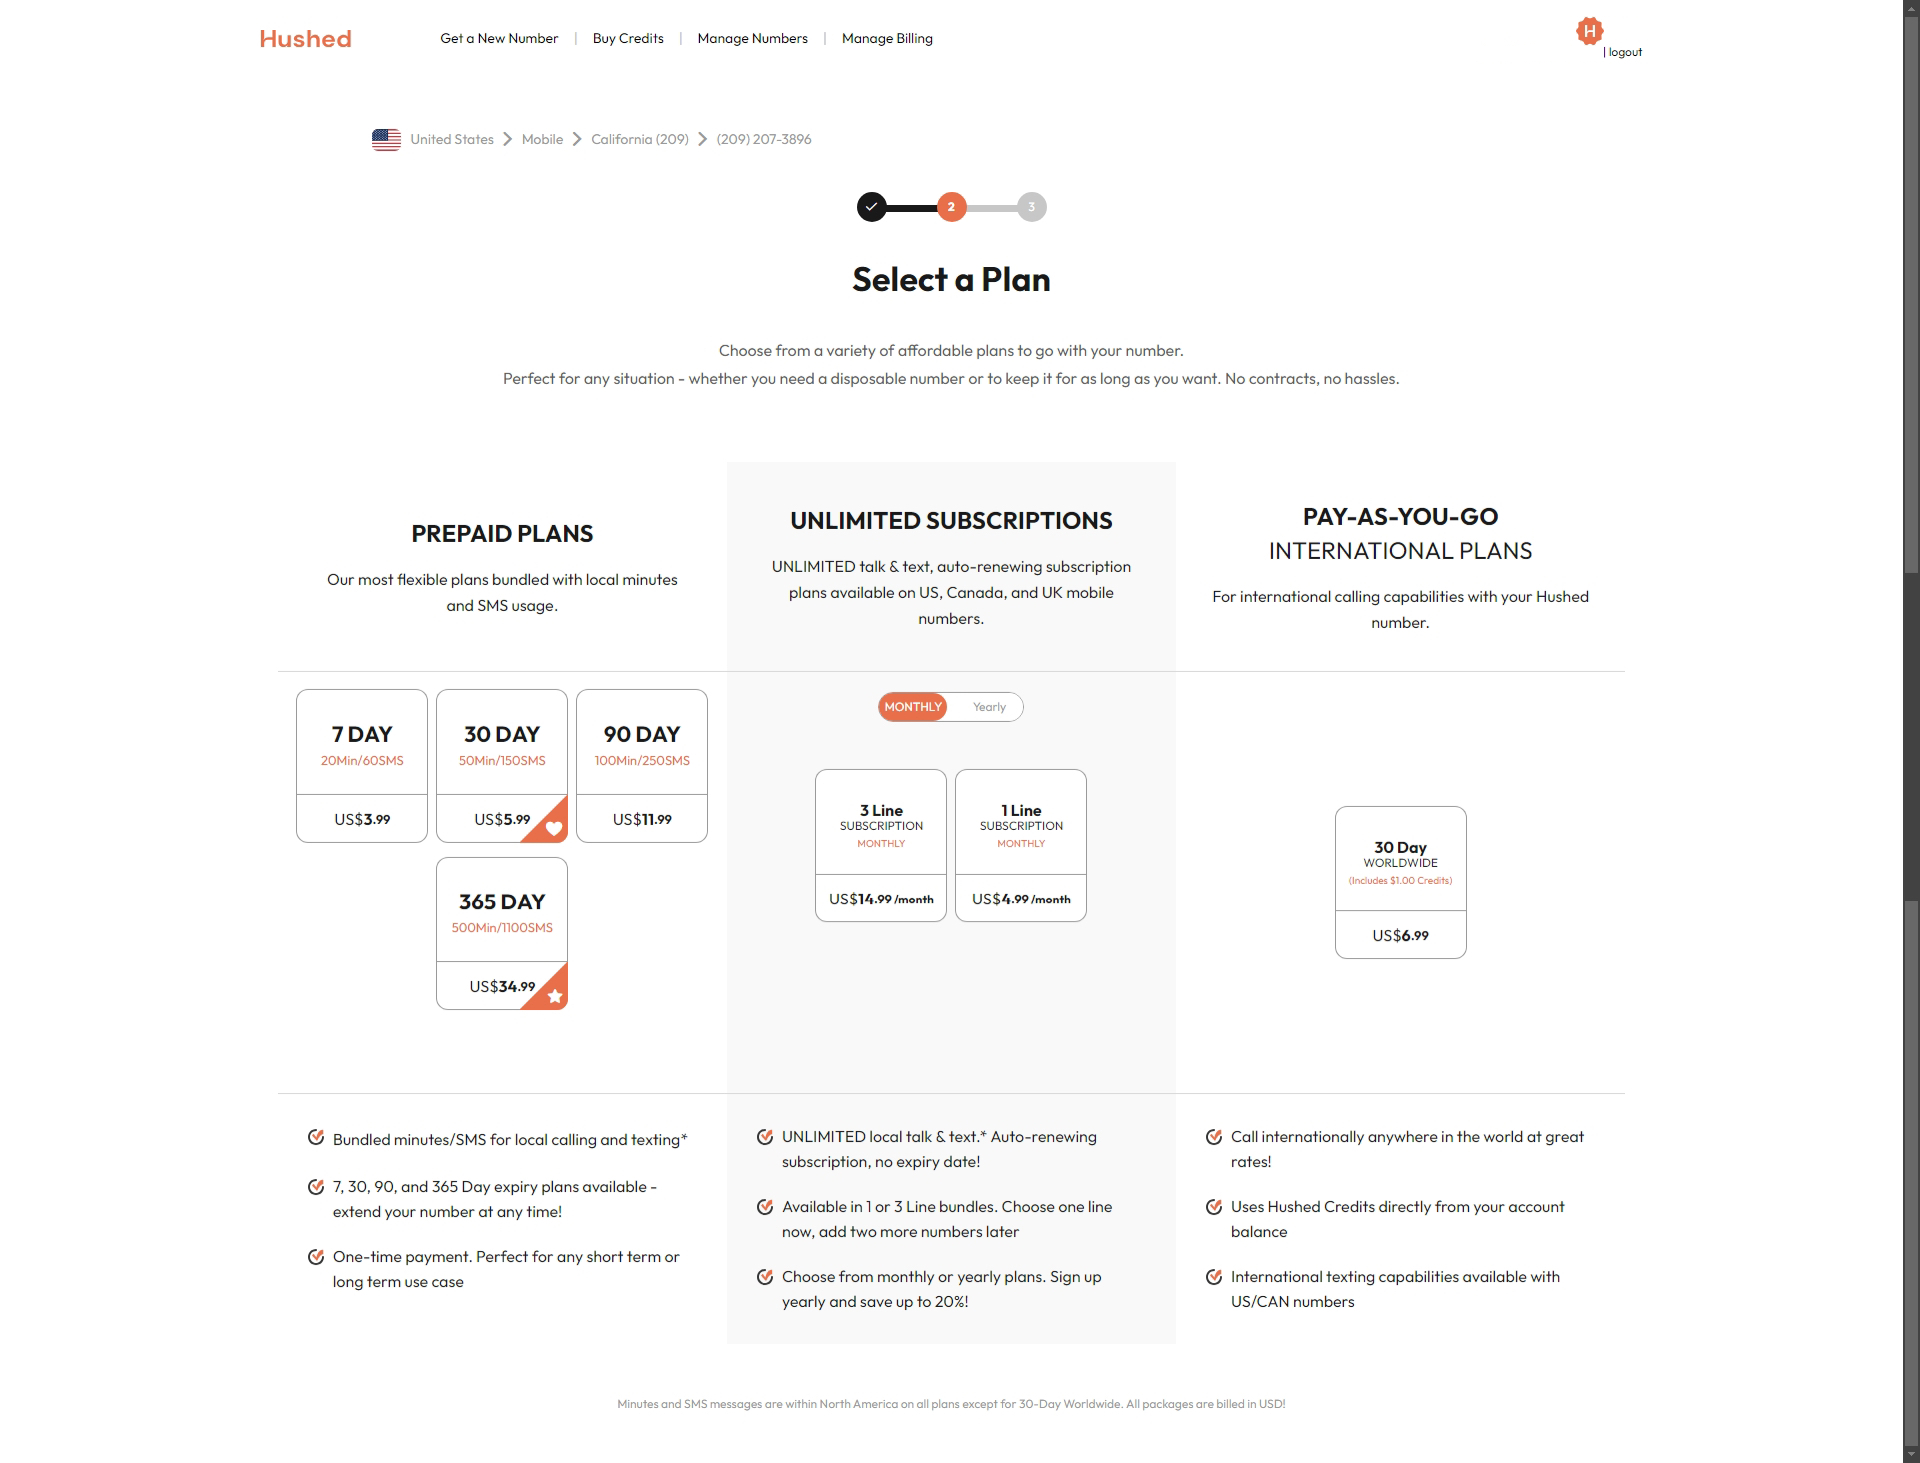 Hushed
Get a New Number | Buy Credits | Manage Numbers | Manage Billing
H
| logout
United States > Mobile > California (209) > (209) 207-3896
2
3
Select a Plan
Choose from a variety of affordable plans to go with your number.
Perfect for any situation - whether you need a disposable number or to keep it for as long as you want. No contracts, no hassles.
PREPAID PLANS
Our most flexible plans bundled with local minutes
and SMS usage.
7 DAY
20Min/60SMS
US$3.99
30 DAY
50Min/150SMS
US$5.99
90 DAY
100Min/250SMS
US$11.99
365 DAY
500Min/1100SMS
US$34.99
Bundled minutes/SMS for local calling and texting*
7, 30, 90, and 365 Day expiry plans available -
extend your number at any time!
One-time payment. Perfect for any short term or
long term use case
UNLIMITED SUBSCRIPTIONS
UNLIMITED talk & text, auto-renewing subscription
plans available on US, Canada, and UK mobile
numbers.
MONTHLY Yearly
3 Line
SUBSCRIPTION
MONTHLY
US$14.99 /month
1 Line
SUBSCRIPTION
MONTHLY
US$4.99 /month
UNLIMITED local talk & text.* Auto-renewing
subscription, no expiry date!
Available in 1 or 3 Line bundles. Choose one line
now, add two more numbers later
Choose from monthly or yearly plans. Sign up
yearly and save up to 20%!
PAY-AS-YOU-GO
INTERNATIONAL PLANS
For international calling capabilities with your Hushed
number.
30 Day
WORLDWIDE
(Includes $1.00 Credits)
US$6.99
Call internationally anywhere in the world at great
rates!
Uses Hushed Credits directly from your account
balance
International texting capabilities available with
US/CAN numbers
Minutes and SMS messages are within North America on all plans except for 30-Day Worldwide. All packages are billed in USD!